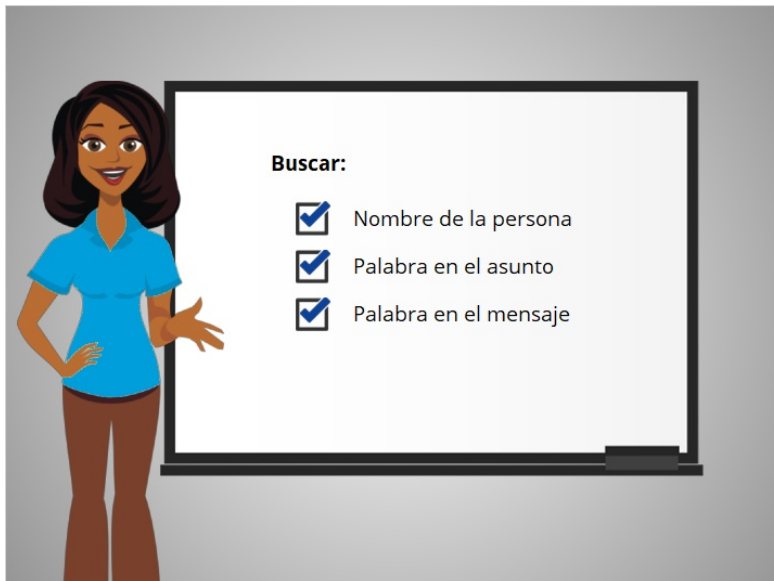 Buscar:
Nombre de la persona
Palabra en el asunto
Palabra en el mensaje